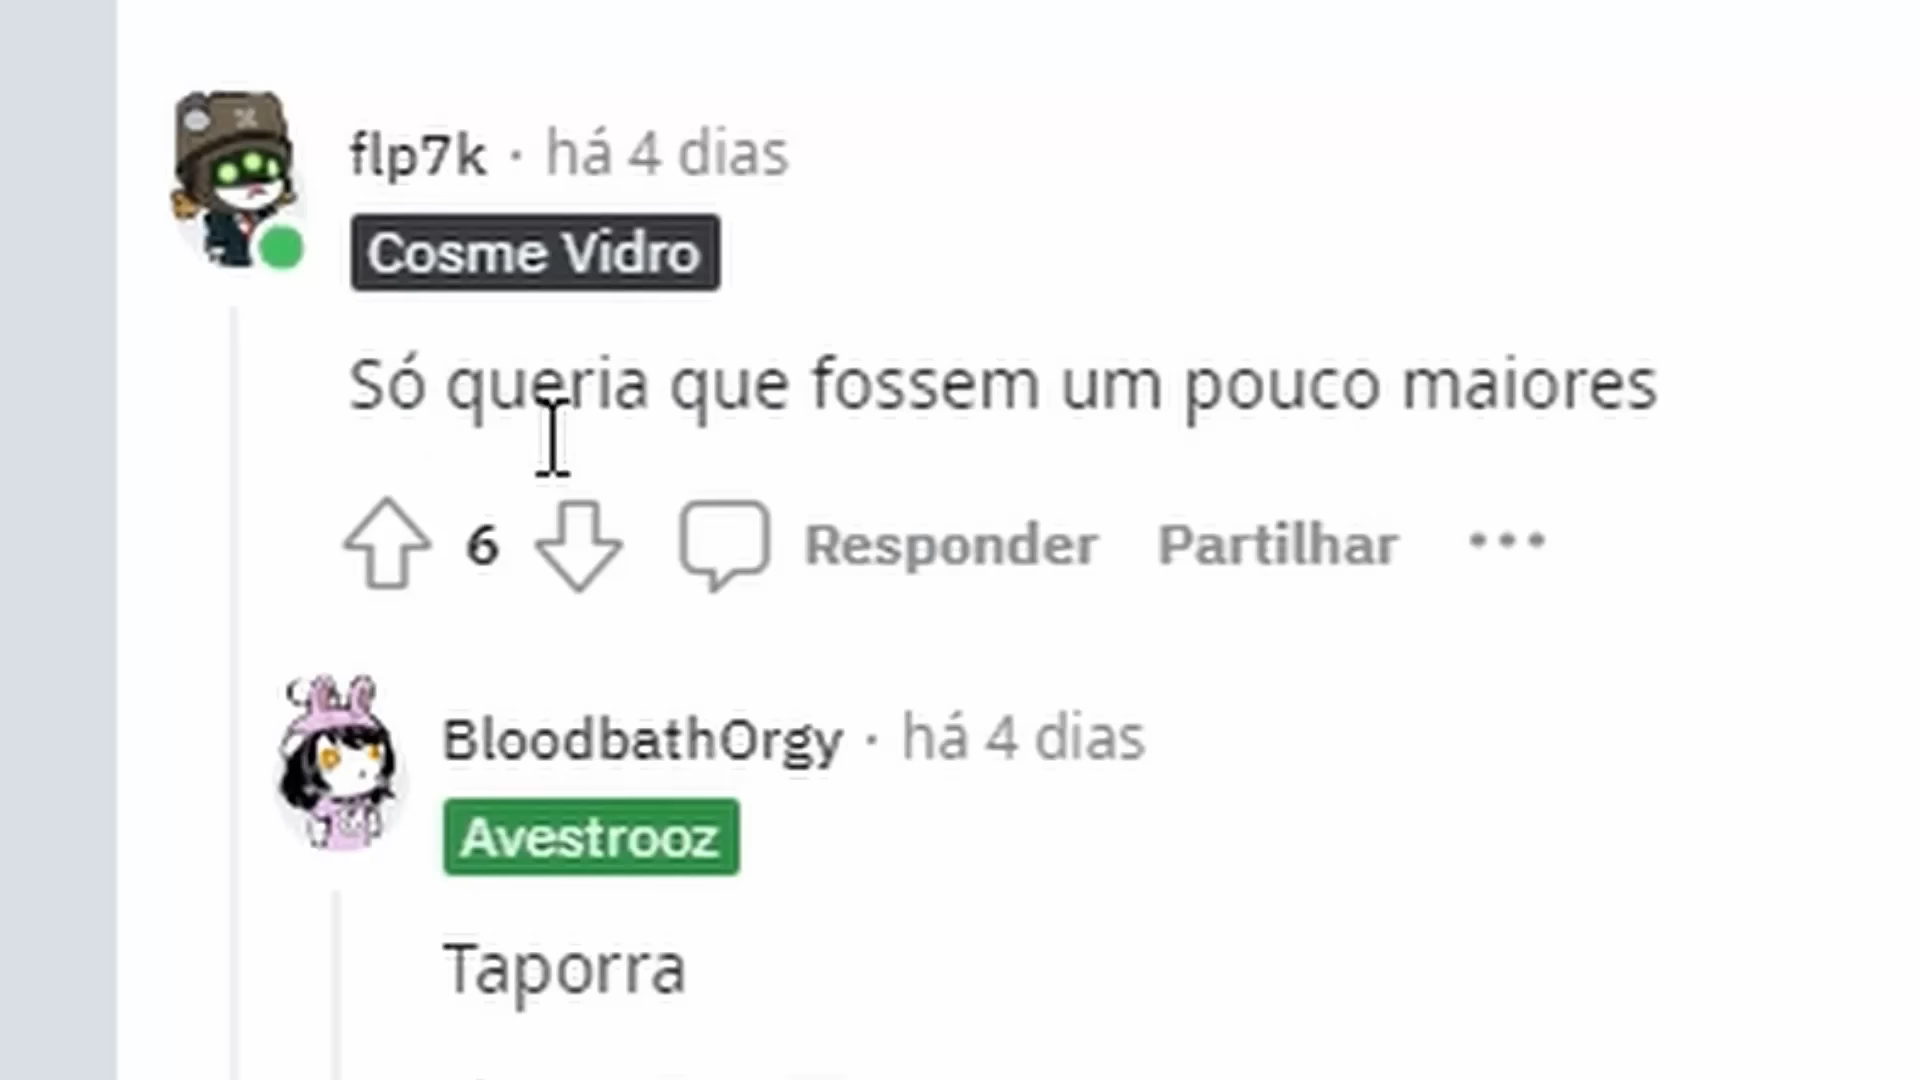 flp7k · há 4 dias
Cosme Vidro
Só queria que fossem um pouco maiores
6 Responder Partilhar ...
BloodbathOrgy · há 4 dias
Avestrooz
Taporra